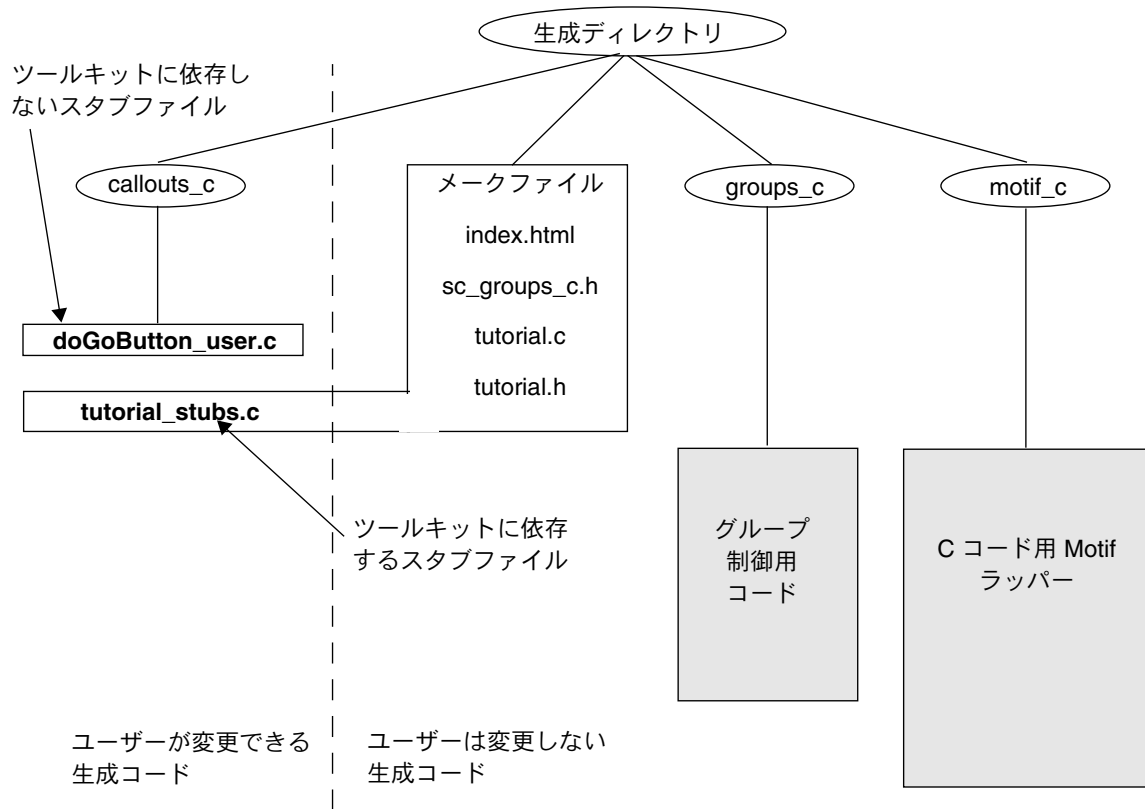 生成ディレクトリ
ツールキットに依存し
ないスタブファイル
callouts_c
メークファイル
index.html
sc_groups_c.h
tutorial.c
tutorial.h
groups_c
motif_c
doGoButton_user.c
tutorial_stubs.c
ツールキットに依存
するスタブファイル
グループ
制御用
コード
C コード用 Motif
ラッパー
ユーザーが変更できる
生成コード
ユーザーは変更しない
生成コード